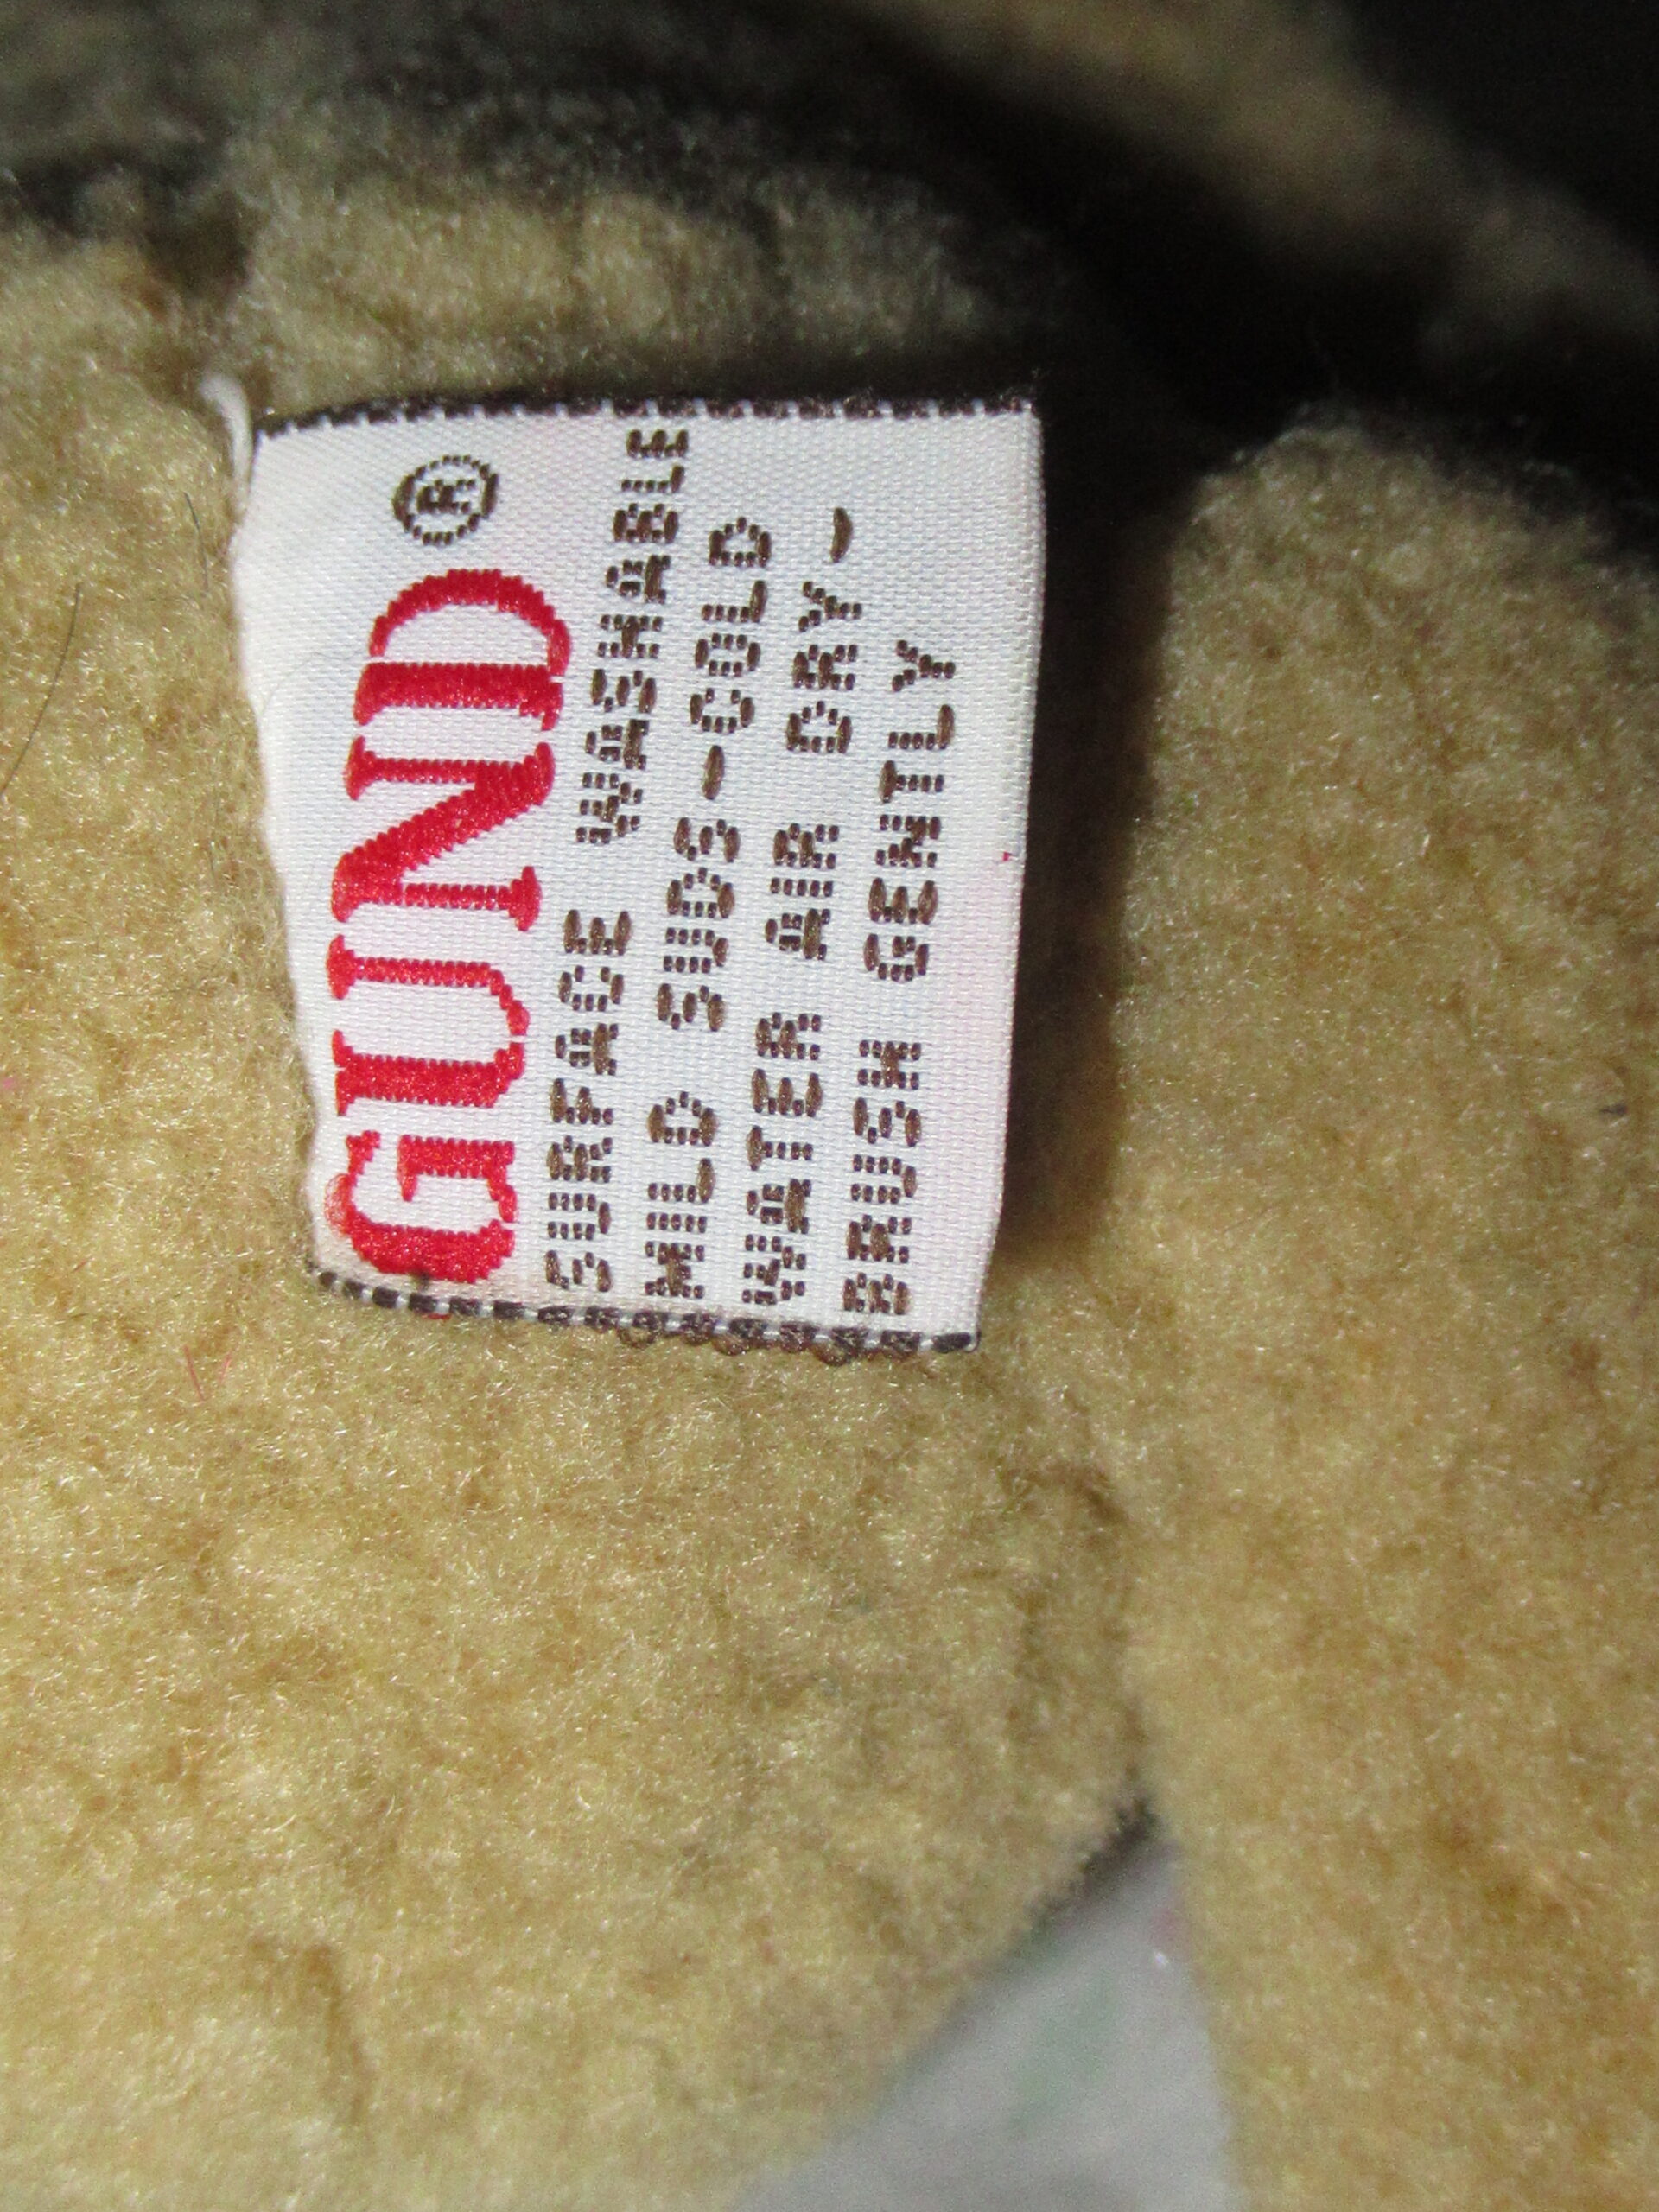 GUND®
SURFACE WASHABLE
MILD SUDS-COLD
WATER AIR DRY-
BRUSH GENTLY